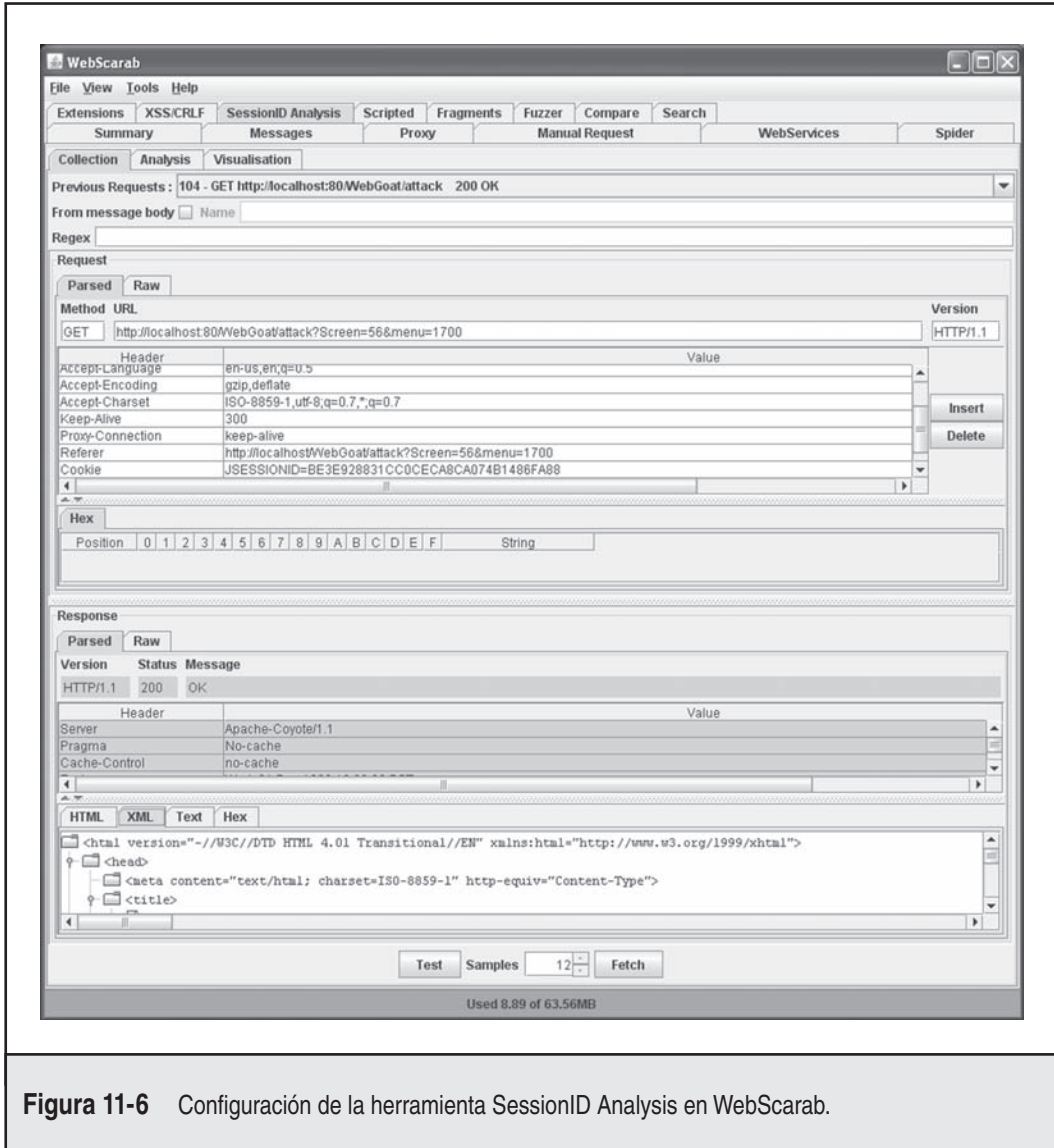 WebScarab
File View Tools Help
Extensions XSS/CRLF SessionID Analysis Scripted Fragments Fuzzer Compare Search
Summary Messages Proxy Manual Request WebServices Spider
Collection Analysis Visualisation
Previous Requests : 104 - GET http://localhost:80/WebGoat/attack 200 OK
From message body Name
Regex
Request
Parsed Raw
Method URL Version
GET http://localhost:80/WebGoat/attack?Screen=56&menu=1700 HTTP/1.1
Header Value
Accept-Language en-us,en;q=0.5
Accept-Encoding gzip,deflate
Accept-Charset ISO-8859-1,utf-8;q=0.7,*;q=0.7
Keep-Alive 300
Proxy-Connection keep-alive
Referer http://localhost/WebGoat/attack?Screen=56&menu=1700
Cookie JSESSIONID=BE3E928831CC0CECA8CA074B1486FA88
Insert
Delete
Hex
Position 0 1 2 3 4 5 6 7 8 9 A B C D E F String
Response
Parsed Raw
Version Status Message
HTTP/1.1 200 OK
Header Value
Server Apache-Coyote/1.1
Pragma No-cache
Cache-Control no-cache
HTML XML Text Hex
<html version="-//W3C//DTD HTML 4.01 Transitional//EN" xmlns:html="http://www.w3.org/1999/xhtml">
<head>
<meta content="text/html; charset=ISO-8859-1" http-equiv="Content-Type">
<title>
Test Samples 12 Fetch
Used 8.89 of 63.56MB
Figura 11-6 Configuración de la herramienta SessionID Analysis en WebScarab.